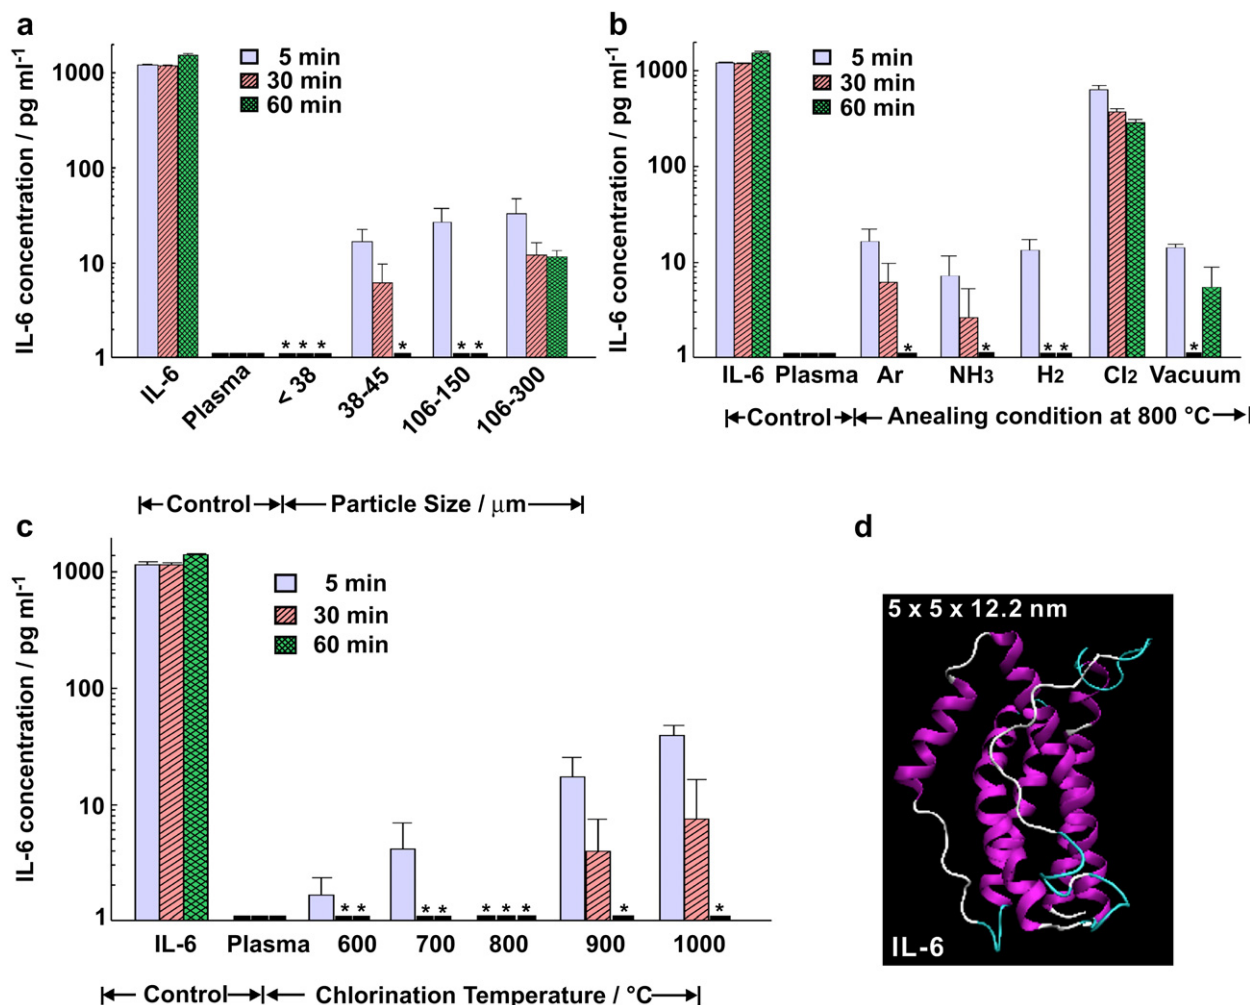 a
IL-6 concentration / pg ml-1
1000
100
10
1
5 min
30 min
60 min
* * * * * *
IL-6 Plasma < 38 38-45 106-150 106-300
Control Particle Size / μm
b
IL-6 concentration / pg ml-1
1000
100
10
1
5 min
30 min
60 min
* * * * *
IL-6 Plasma Ar NH3 H2 Cl2 Vacuum
Control Anealing condition at 800 °C
c
IL-6 concentration / pg ml-1
1000
100
10
1
5 min
30 min
60 min
* * * * * * * * *
IL-6 Plasma 600 700 800 900 1000
Control Chlorination Temperature / °C
d
5 x 5 x 12.2 nm
IL-6